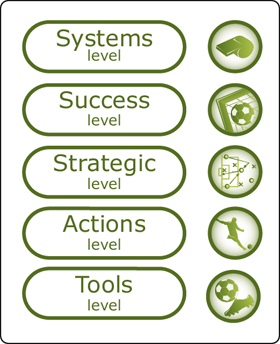 Systems
level
Success
level
Strategic
level
Actions
level
Tools
level